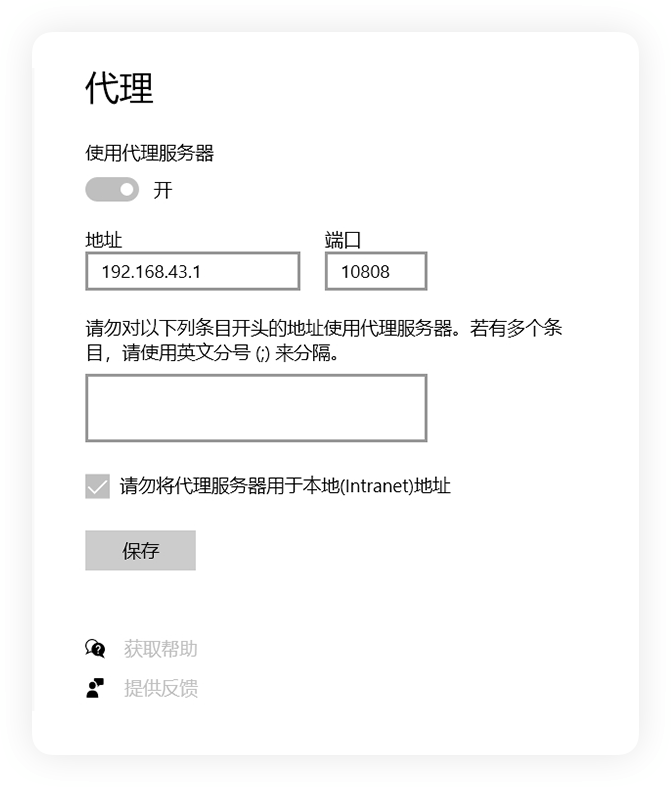 代理
使用代理服务器
开
地址 端口
192.168.43.1 10808
请勿对以下列条目开头的地址使用代理服务器。若有多个条
目，请使用英文分号 (;) 来分隔。
请勿将代理服务器用于本地(Intranet)地址
保存
获取帮助
提供反馈